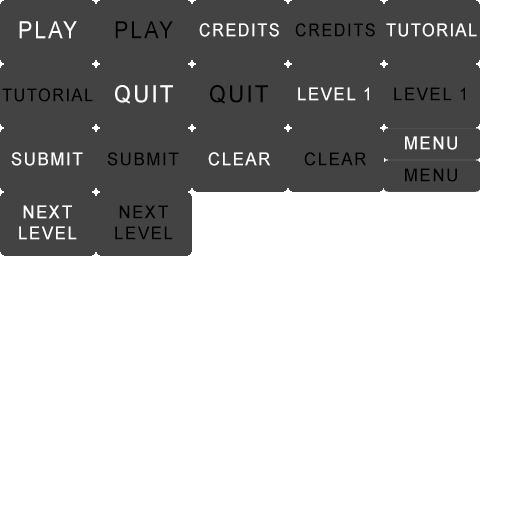 PLAY PLAY CREDITS CREDITS TUTORIAL
TUTORIAL QUIT QUIT LEVEL 1 LEVEL 1
SUBMIT SUBMIT CLEAR CLEAR MENU
MENU
NEXT LEVEL
NEXT LEVEL